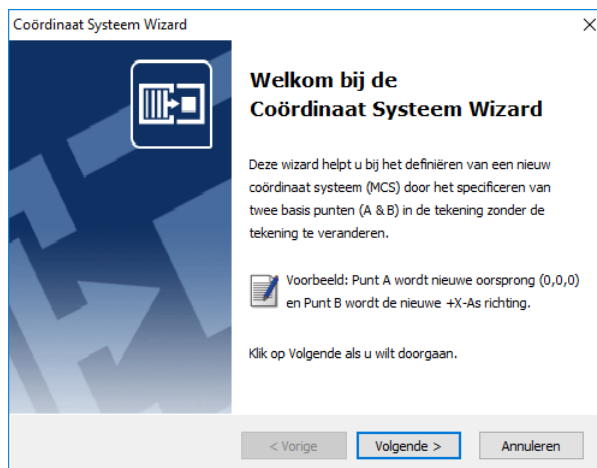 Coördinaat Systeem Wizard
Welkom bij de
Coördinaat Systeem Wizard
Deze wizard helpt u bij het definiëren van een nieuw
coördinaat systeem (MCS) door het specificeren van
twee basis punten (A & B) in de tekening zonder de
tekening te veranderen.
Voorbeeld: Punt A wordt nieuwe oorsprong (0,0,0)
en Punt B wordt de nieuwe +X-As richting.
Klik op Volgende als u wilt doorgaan.
< Vorige
Volgende >
Annuleren